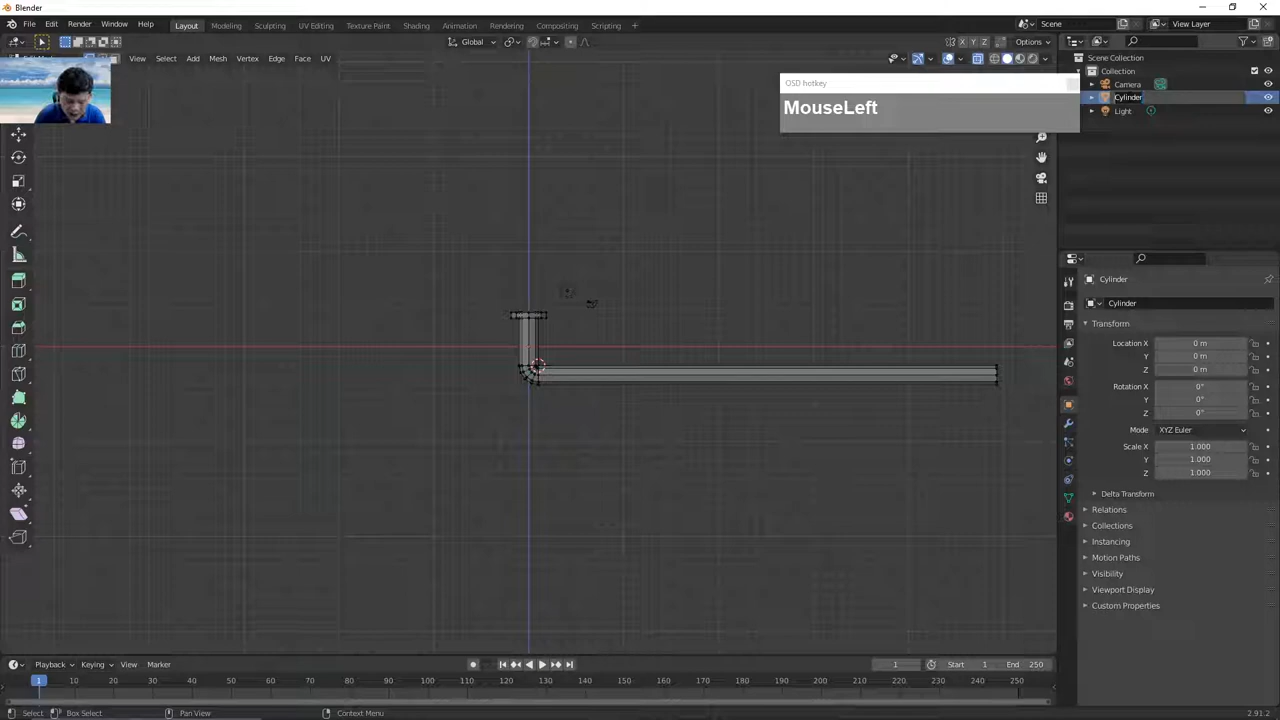 Blender
File Edit Render Window Help Layout Modeling Sculpting UV Editing Texture Paint Shading Animation Rendering Compositing Scripting + Scene View Layer
Global X Y Z Options
View Select Add Mesh Vertex Edge Face UV
OSD hotkey
MouseLeft
Scene Collection
Collection
Camera
Cylinder
Light
Cylinder
Cylinder
Transform
Location X 0 m
Y 0 m
Z 0 m
Rotation X 0°
Y 0°
Z 0°
Mode XYZ Euler
Scale X 1.000
Y 1.000
Z 1.000
Delta Transform
Relations
Collections
Instancing
Motion Paths
Visibility
Viewport Display
Custom Properties
Playback Keying View Marker 1 Start 1 End 250
1 10 20 30 40 50 60 70 80 90 100 110 120 130 140 150 160 170 180 190 200 210 220 230 240 250
Select Box Select Pan View Context Menu 2.91.2